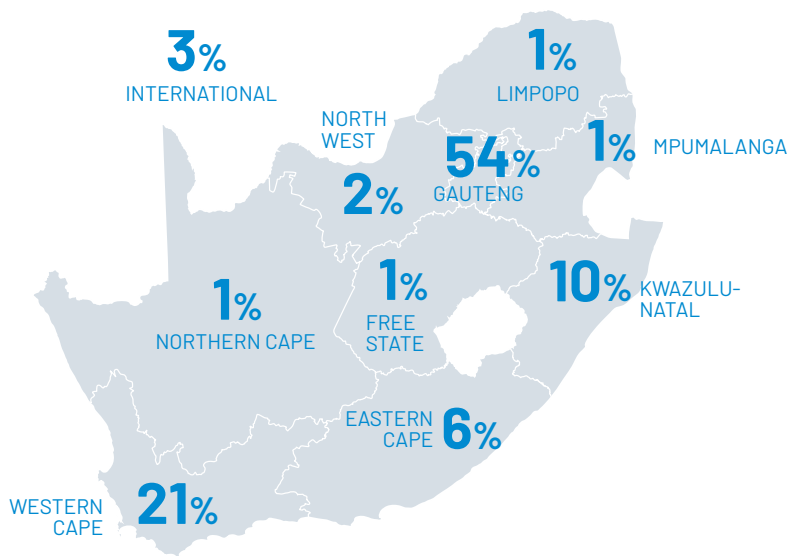 3%
INTERNATIONAL
1%
LIMPOPO
NORTH
WEST
2%
54%
GAUTENG
1%
MPUMALANGA
1%
NORTHERN CAPE
1%
FREE
STATE
10%
KWAZULU-
NATAL
EASTERN
CAPE
6%
WESTERN
CAPE
21%